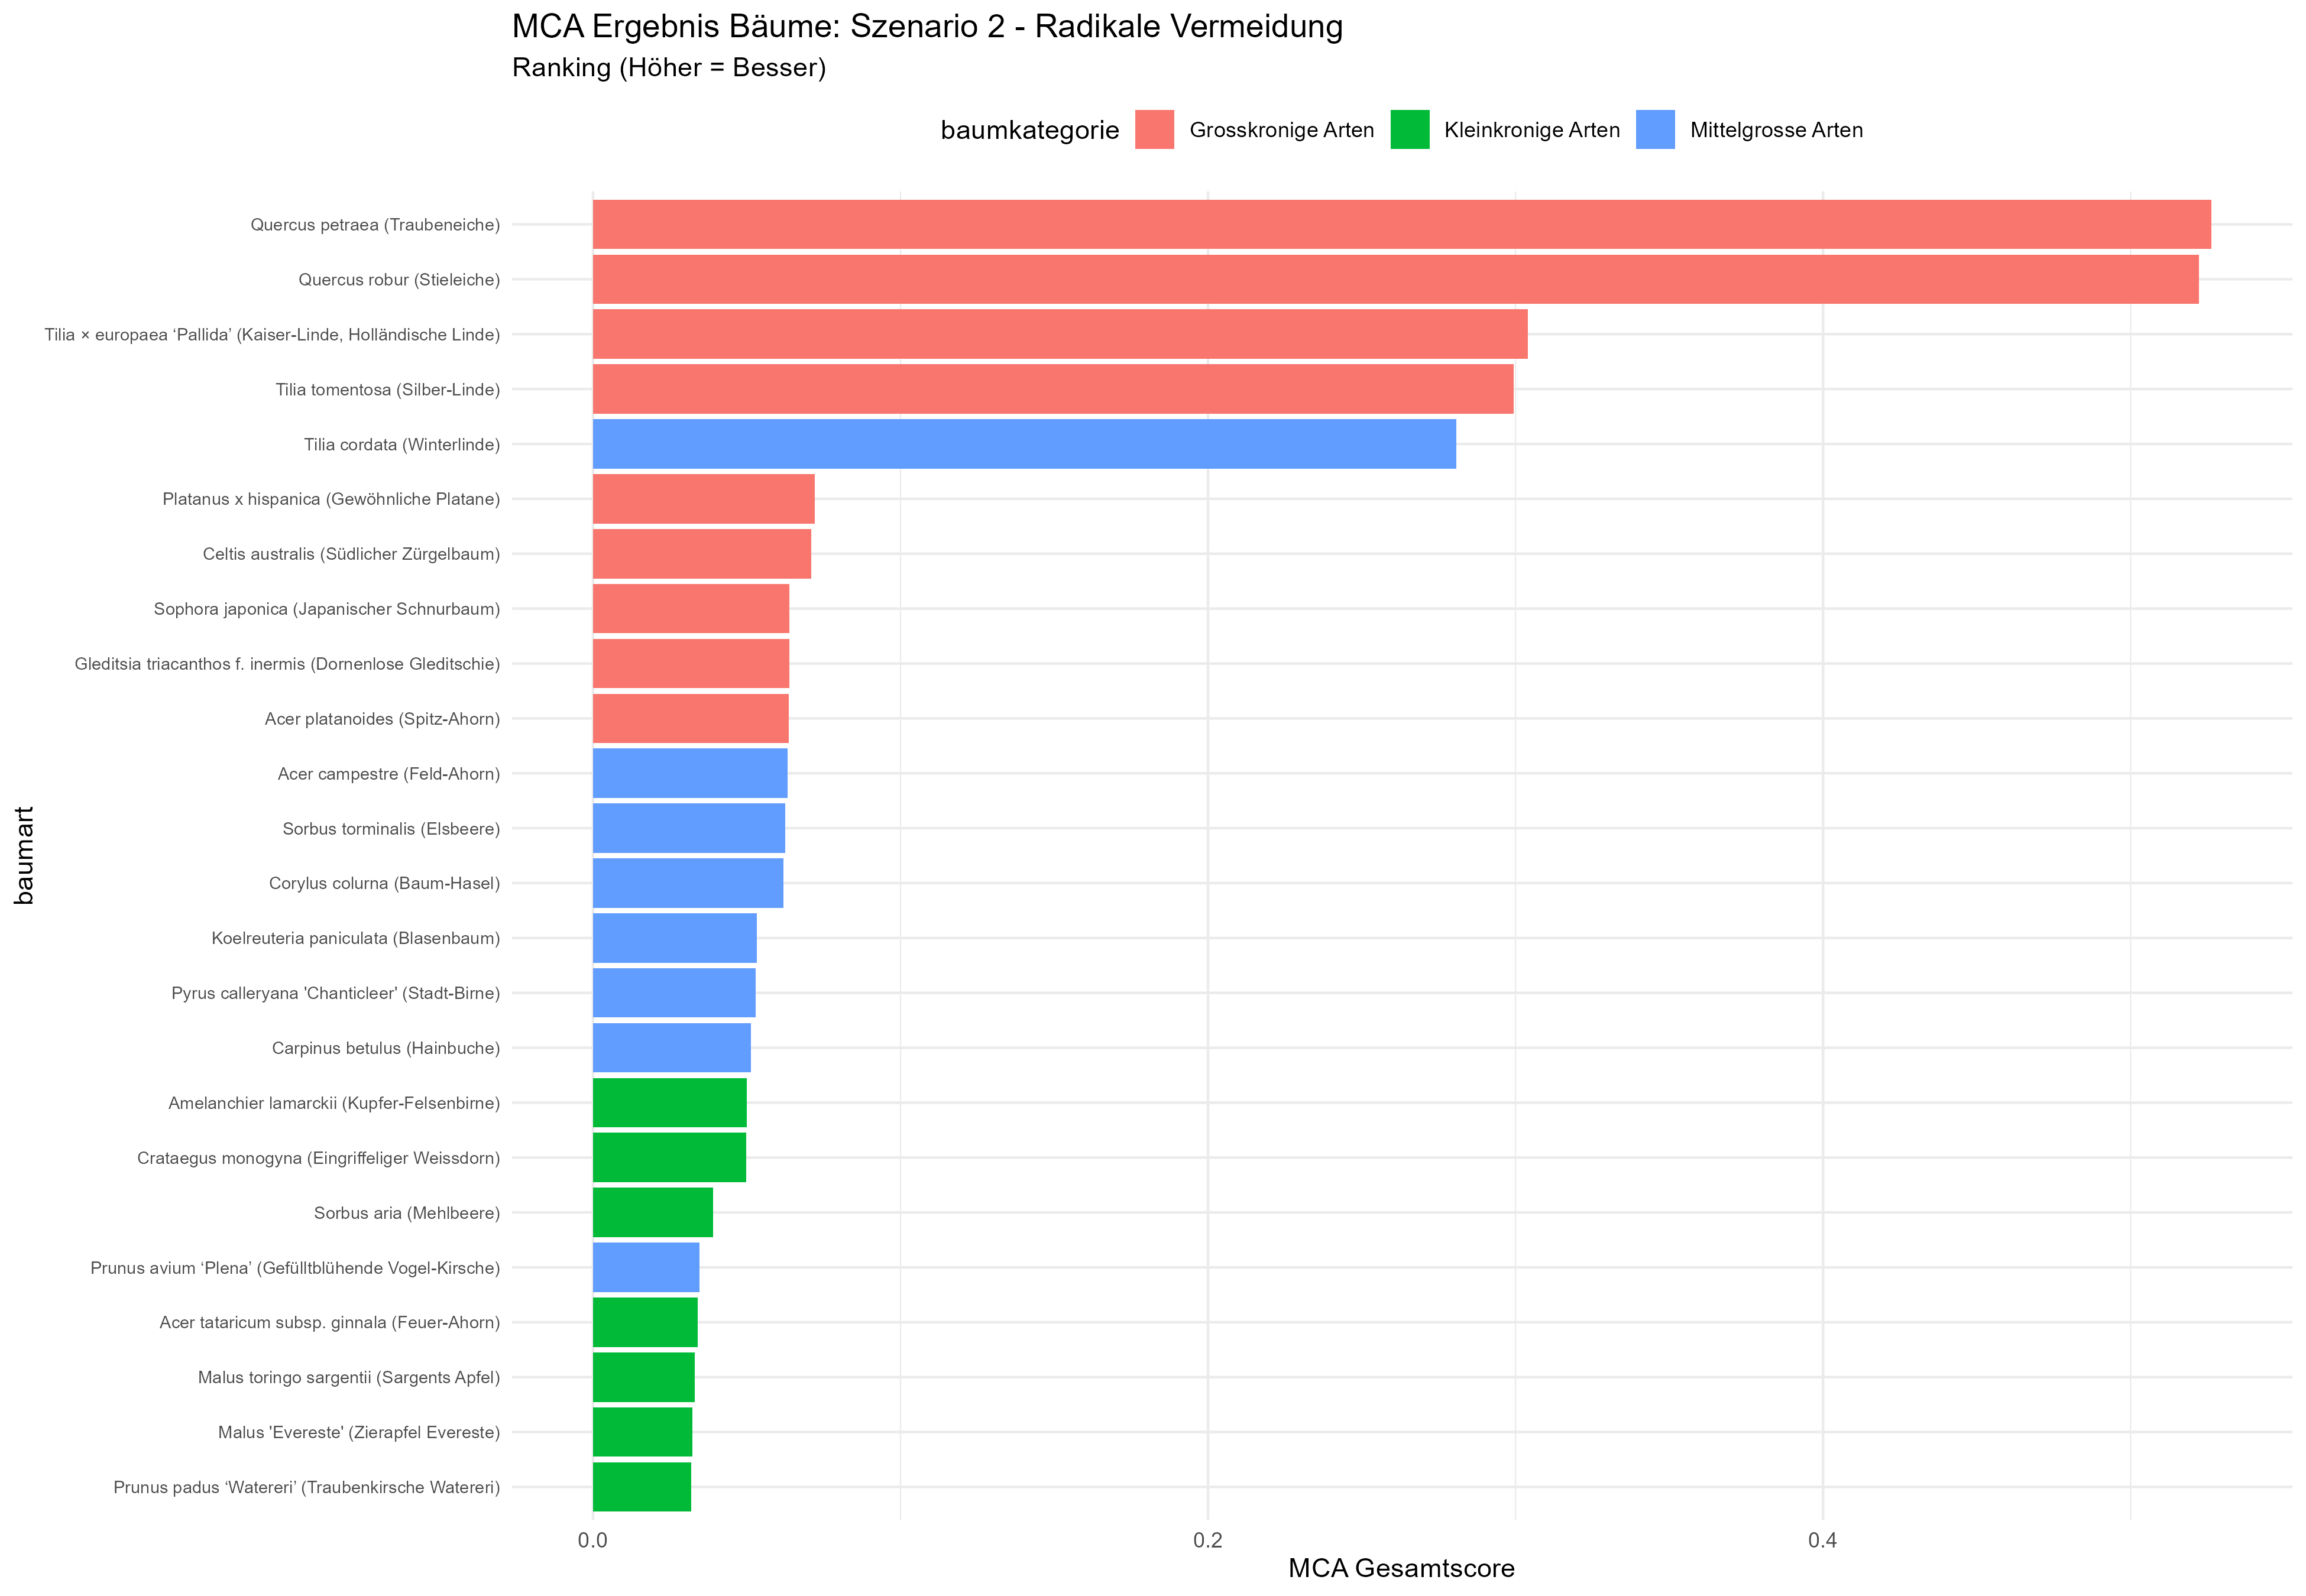 MCA Ergebnis Bäume: Szenario 2 - Radikale Vermeidung
Ranking (Höher = Besser)
baumkategorie Grosskronige Arten Kleinkronige Arten Mittelgrosse Arten
Quercus petraea (Traubeneiche)
Quercus robur (Stieleiche)
Tilia × europaea ‘Pallida’ (Kaiser-Linde, Holländische Linde)
Tilia tomentosa (Silber-Linde)
Tilia cordata (Winterlinde)
Platanus x hispanica (Gewöhnliche Platane)
Celtis australis (Südlicher Zürgelbaum)
Sophora japonica (Japanischer Schnurbaum)
Gleditsia triacanthos f. inermis (Dornenlose Gleditschie)
Acer platanoides (Spitz-Ahorn)
Acer campestre (Feld-Ahorn)
Sorbus torminalis (Elsbeere)
Corylus colurna (Baum-Hasel)
Koelreuteria paniculata (Blasenbaum)
Pyrus calleryana 'Chanticleer' (Stadt-Birne)
Carpinus betulus (Hainbuche)
Amelanchier lamarckii (Kupfer-Felsenbirne)
Crataegus monogyna (Eingriffeliger Weissdorn)
Sorbus aria (Mehlbeere)
Prunus avium ‘Plena’ (Gefülltblühende Vogel-Kirsche)
Acer tataricum subsp. ginnala (Feuer-Ahorn)
Malus toringo sargentii (Sargents Apfel)
Malus 'Evereste' (Zierapfel Evereste)
Prunus padus ‘Watereri’ (Traubenkirsche Watereri)
baumart
0.0 0.2 0.4
MCA Gesamtscore